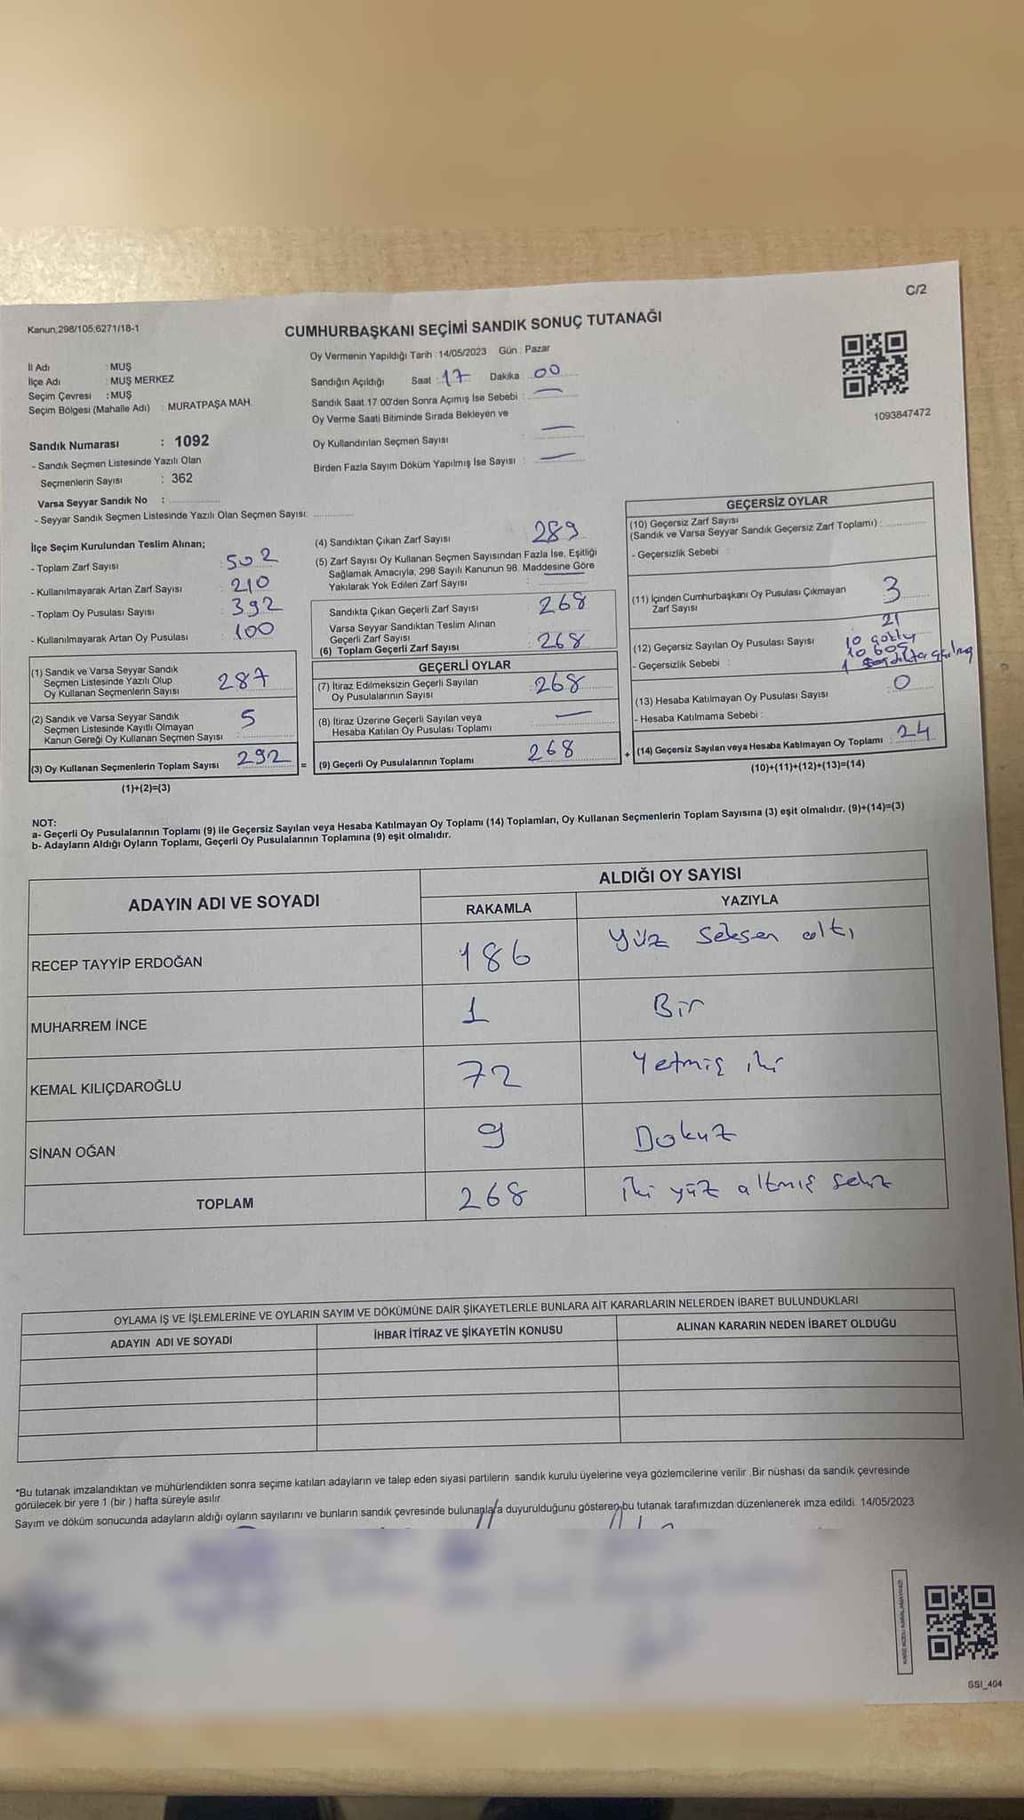 C/2
Kanun;298/105;6271/18-1
CUMHURBAŞKANI SEÇİMİ SANDIK SONUÇ TUTANAĞI
İl Adı : MUŞ
İlçe Adı : MUŞ MERKEZ
Seçim Çevresi : MUŞ
Seçim Bölgesi (Mahalle Adı) : MURATPAŞA MAH.
Oy Vermenin Yapıldığı Tarih : 14/05/2023 Gün : Pazar
Sandığın Açıldığı Saat : 17 Dakika : 00
Sandık Saat 17.00'den Sonra Açımış İse Sebebi : —
Oy Verme Saati Bitiminde Sırada Bekleyen ve
Oy Kullandırılan Seçmen Sayısı : —
Birden Fazla Sayım Döküm Yapılmış İse Sayısı : —
1093847472
Sandık Numarası : 1092
- Sandık Seçmen Listesinde Yazılı Olan
Seçmenlerin Sayısı : 362
Varsa Seyyar Sandık No :
- Seyyar Sandık Seçmen Listesinde Yazılı Olan Seçmen Sayısı:
İlçe Seçim Kurulundan Teslim Alınan;
- Toplam Zarf Sayısı : 502
- Kullanılmayarak Artan Zarf Sayısı : 210
- Toplam Oy Pusulası Sayısı : 392
- Kullanılmayarak Artan Oy Pusulası : 100
(1) Sandık ve Varsa Seyyar Sandık
Seçmen Listesinde Yazılı Olup
Oy Kullanan Seçmenlerin Sayısı : 287
(2) Sandık ve Varsa Seyyar Sandık
Seçmen Listesinde Kayıtlı Olmayan
Kanun Gereği Oy Kullanan Seçmen Sayısı : 5
(3) Oy Kullanan Seçmenlerin Toplam Sayısı : 292
(1)+(2)=(3)
=
(4) Sandıktan Çıkan Zarf Sayısı : 289
(5) Zarf Sayısı Oy Kullanan Seçmen Sayısından Fazla İse, Eşitliği
Sağlamak Amacıyla, 298 Sayılı Kanunun 98. Maddesine Göre
Yakılarak Yok Edilen Zarf Sayısı : —
Sandıkta Çıkan Geçerli Zarf Sayısı : 268
Varsa Seyyar Sandıktan Teslim Alınan
Geçerli Zarf Sayısı
(6) Toplam Geçerli Zarf Sayısı : 268
GEÇERLİ OYLAR
(7) İtiraz Edilmeksizin Geçerli Sayılan
Oy Pusulalarının Sayısı : 268
(8) İtiraz Üzerine Geçerli Sayılan veya
Hesaba Katılan Oy Pusulası Toplamı : —
(9) Geçerli Oy Pusulalarının Toplamı : 268
+
GEÇERSİZ OYLAR
(10) Geçersiz Zarf Sayısı
(Sandık ve Varsa Seyyar Sandık Geçersiz Zarf Toplamı) :
- Geçersizlik Sebebi :
(11) İçinden Cumhurbaşkanı Oy Pusulası Çıkmayan
Zarf Sayısı : 3
(12) Geçersiz Sayılan Oy Pusulası Sayısı : 21
- Geçersizlik Sebebi :
10
10 boş
1
(13) Hesaba Katılmayan Oy Pusulası Sayısı : 0
- Hesaba Katılmama Sebebi :
(14) Geçersiz Sayılan veya Hesaba Katılmayan Oy Toplamı : 24
(10)+(11)+(12)+(13)=(14)
NOT:
a- Geçerli Oy Pusulalarının Toplamı (9) ile Geçersiz Sayılan veya Hesaba Katılmayan Oy Toplamı (14) Toplamları, Oy Kullanan Seçmenlerin Toplam Sayısına (3) eşit olmalıdır. (9)+(14)=(3)
b- Adayların Aldığı Oyların Toplamı, Geçerli Oy Pusulalarının Toplamına (9) eşit olmalıdır.
ADAYIN ADI VE SOYADI
ALDIĞI OY SAYISI
RAKAMLA YAZIYLA
RECEP TAYYİP ERDOĞAN 186 Yüz Seksen altı
MUHARREM İNCE 1 Bir
KEMAL KILIÇDAROĞLU 72 Yetmiş iki
SİNAN OĞAN 9 Dokuz
TOPLAM 268 iki yüz altmış sekiz
OYLAMA İŞ VE İŞLEMLERİNE VE OYLARIN SAYIM VE DÖKÜMÜNE DAİR ŞİKAYETLERLE BUNLARA AİT KARARLARIN NELERDEN İBARET BULUNDUKLARI
ADAYIN ADI VE SOYADI İHBAR İTİRAZ VE ŞİKAYETİN KONUSU ALINAN KARARIN NEDEN İBARET OLDUĞU
*Bu tutanak imzalandıktan ve mühürlendikten sonra seçime katılan adayların ve talep eden siyasi partilerin sandık kurulu üyelerine veya gözlemcilerine verilir .Bir nüshası da sandık çevresinde
görülecek bir yere 1 (bir ) hafta süreyle asılır
Sayım ve döküm sonucunda adayların aldığı oyların sayılarını ve bunların sandık çevresinde bulunanlara duyurulduğunu gösteren bu tutanak tarafımızdan düzenlenerek imza edildi. 14/05/2023
SSI_404